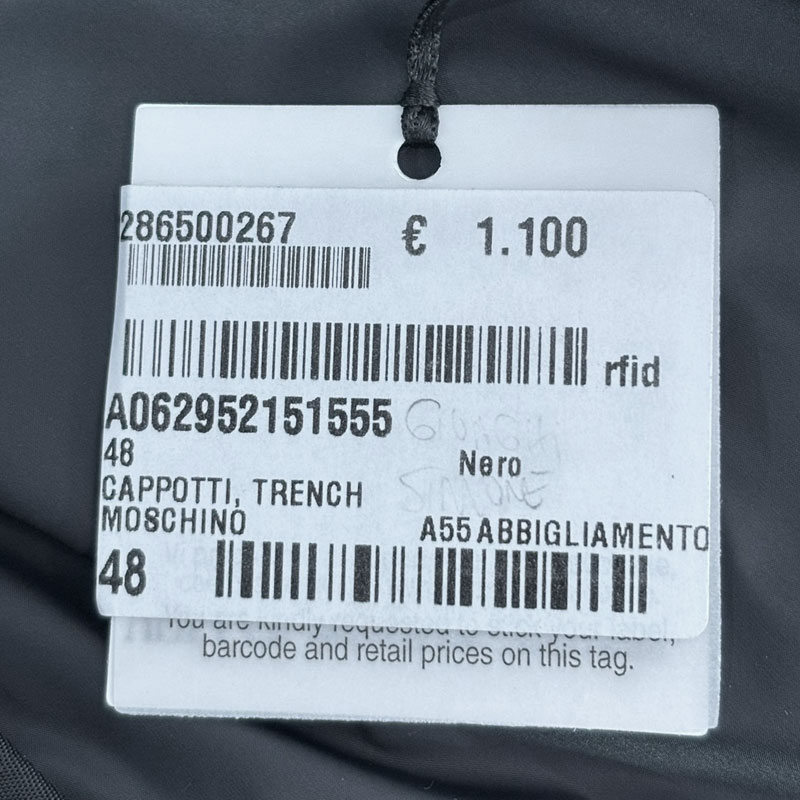 286500267 € 1.100
rfid
A062952151555
48 Nero
CAPPOTTI, TRENCH
MOSCHINO A55 ABBIGLIAMENTO
48
You are kindly requested to stick your label,
barcode and retail prices on this tag.